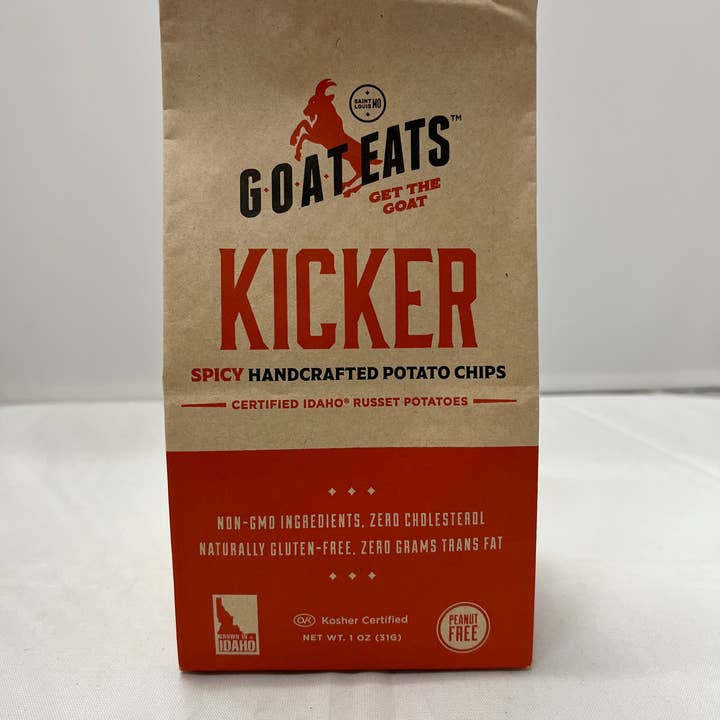 SAINT
LOUIS MO
G·O·A·T EATS™
GET THE
GOAT
KICKER
SPICY HANDCRAFTED POTATO CHIPS
CERTIFIED IDAHO® RUSSET POTATOES
NON-GMO INGREDIENTS, ZERO CHOLESTEROL
NATURALLY GLUTEN-FREE, ZERO GRAMS TRANS FAT
GROWN IN
IDAHO
OVK Kosher Certified
NET WT. 1 OZ (31G)
PEANUT
FREE